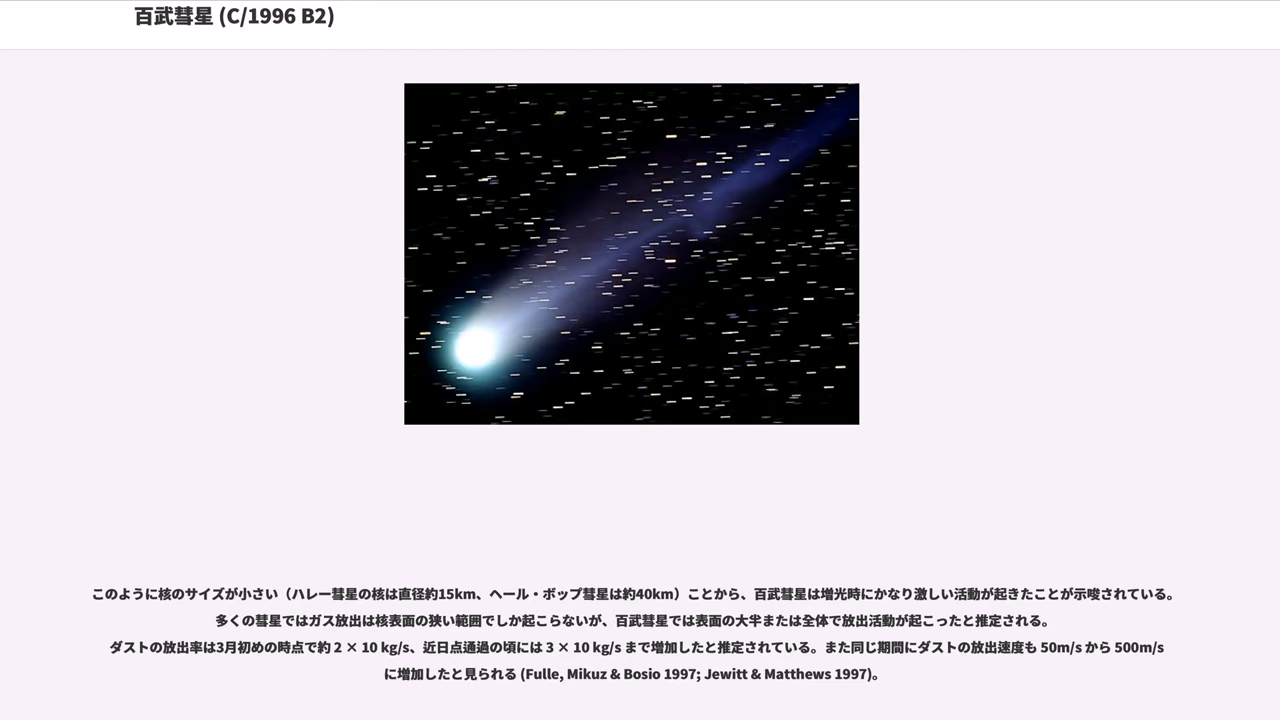 百武彗星 (C/1996 B2)
このように核のサイズが小さい（ハレー彗星の核は直径約15km、ヘール・ボップ彗星は約40km）ことから、百武彗星は増光時にかなり激しい活動が起きたことが示唆されている。
多くの彗星ではガス放出は核表面の狭い範囲でしか起こらないが、百武彗星では表面の大半または全体で放出活動が起こったと推定される。
ダストの放出率は3月初めの時点で約 2 × 10 kg/s、近日点通過の頃には 3 × 10 kg/s まで増加したと推定されている。また同じ期間にダストの放出速度も 50m/s から 500m/s
に増加したと見られる (Fulle, Mikuz & Bosio 1997; Jewitt & Matthews 1997)。